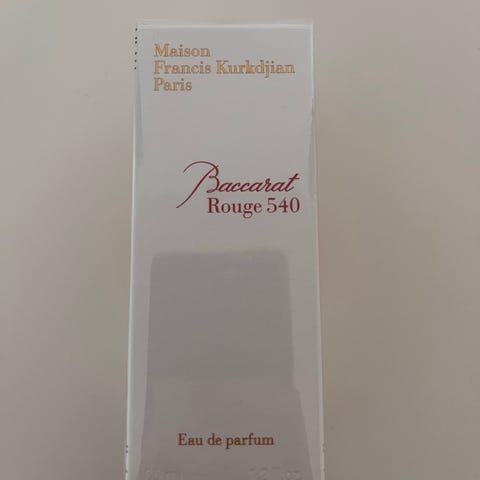 Maison
Francis Kurkdjian
Paris
Baccarat
Rouge 540
Eau de parfum